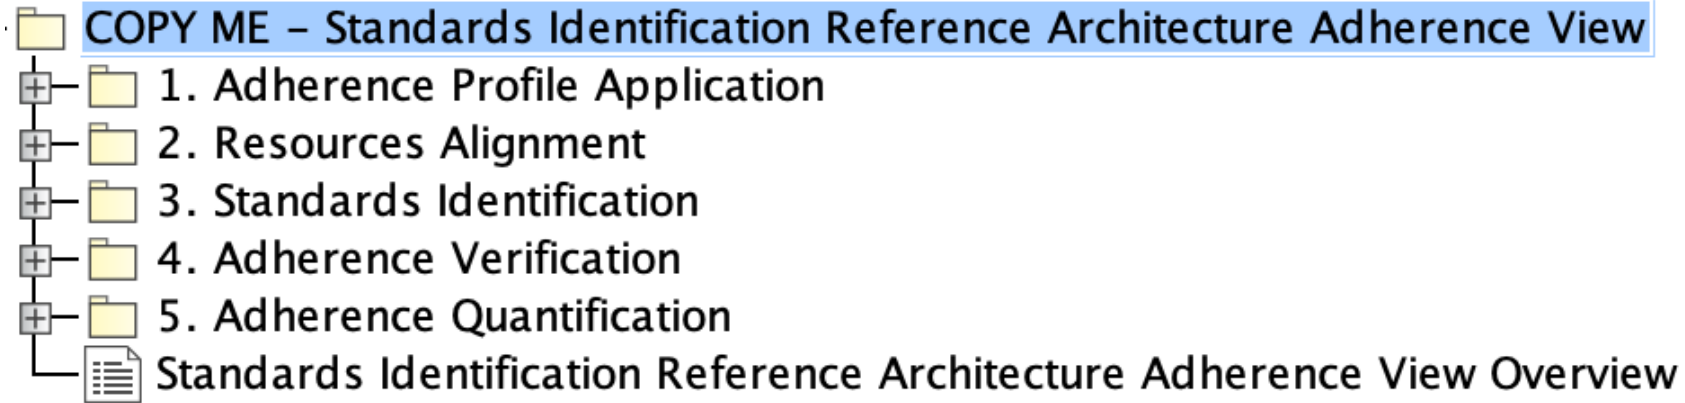 COPY ME – Standards Identification Reference Architecture Adherence View
1. Adherence Profile Application
2. Resources Alignment
3. Standards Identification
4. Adherence Verification
5. Adherence Quantification
Standards Identification Reference Architecture Adherence View Overview